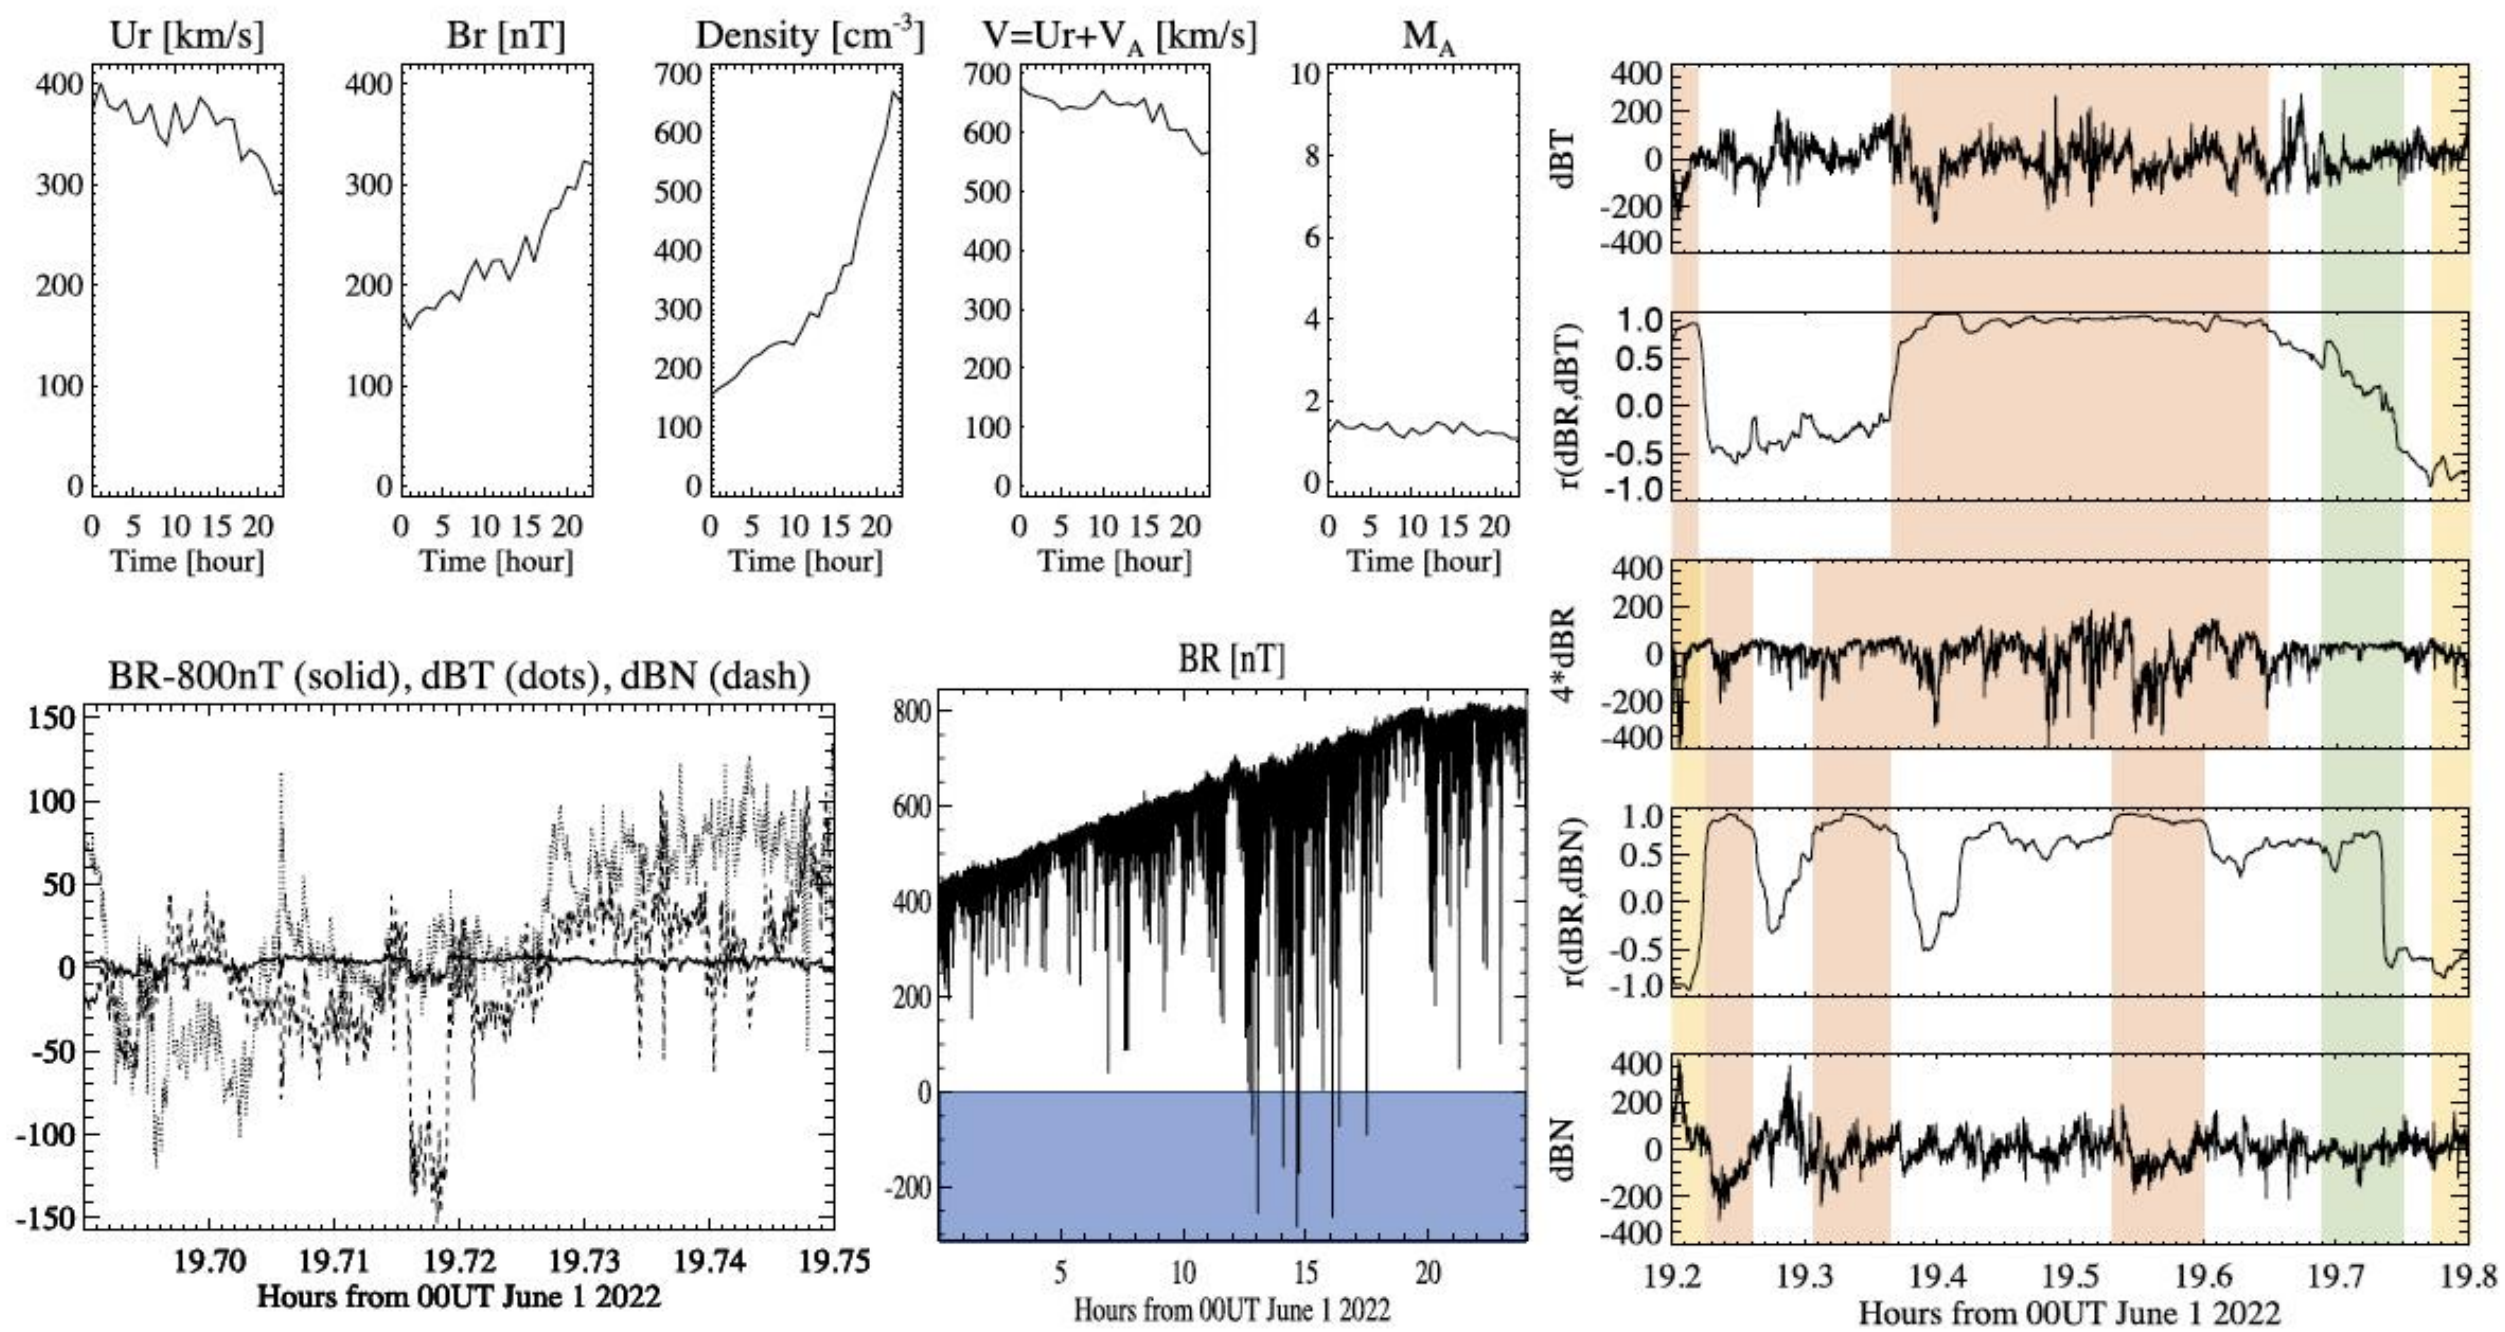 Ur [km/s]
400
300
200
100
0
0 5 10 15 20
Time [hour]
Br [nT]
400
300
200
100
0
0 5 10 15 20
Time [hour]
Density [cm-3]
700
600
500
400
300
200
100
0
0 5 10 15 20
Time [hour]
V=Ur+VA [km/s]
700
600
500
400
300
200
100
0
0 5 10 15 20
Time [hour]
MA
10
8
6
4
2
0
0 5 10 15 20
Time [hour]
BR-800nT (solid), dBT (dots), dBN (dash)
150
100
50
0
-50
-100
-150
19.70 19.71 19.72 19.73 19.74 19.75
Hours from 00UT June 1 2022
BR [nT]
800
600
400
200
0
-200
5 10 15 20
Hours from 00UT June 1 2022
dBT
400
200
0
-200
-400
r(dBR,dBT)
1.0
0.5
0.0
-0.5
-1.0
4*dBR
400
200
0
-200
-400
r(dBR,dBN)
1.0
0.5
0.0
-0.5
-1.0
dBN
400
200
0
-200
-400
19.2 19.3 19.4 19.5 19.6 19.7 19.8
Hours from 00UT June 1 2022